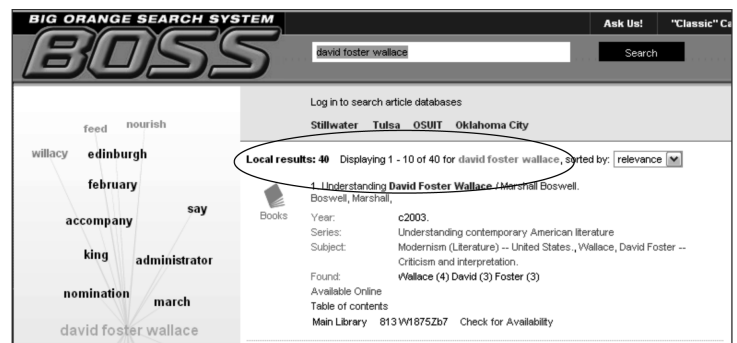 BIG ORANGE SEARCH SYSTEM
BOSS
Ask Us! "Classic" Ca
david foster wallace Search
Log in to search article databases
Stillwater Tulsa OSUIT Oklahoma City
feed nourish
willacy edinburgh
february
say
accompany
king administrator
nomination march
david foster wallace
Local results: 40 Displaying 1 - 10 of 40 for david foster wallace, sorted by: relevance
1. Understanding David Foster Wallace / Marshall Boswell.
Boswell, Marshall,
Books
Year: c2003.
Series: Understanding contemporary American literature
Subject: Modernism (Literature) -- United States., Wallace, David Foster --
Criticism and interpretation.
Found: Wallace (4) David (3) Foster (3)
Available Online
Table of contents
Main Library 813 W1875Zb7 Check for Availability